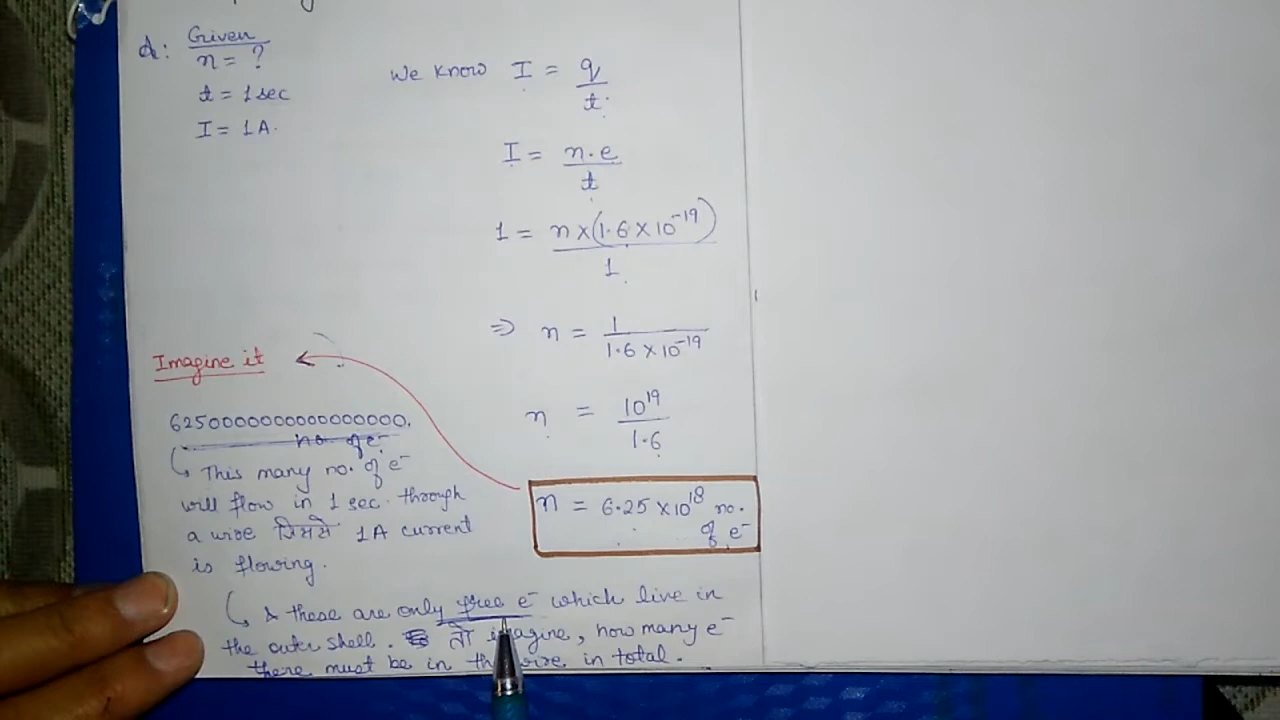 Given
n = ?
t = 1 sec
I = 1A.
We know I = q/t
I = n.e/t
1 = n×(1.6×10⁻¹⁹)/1
⇒ n = 1/1.6×10⁻¹⁹
n = 10¹⁹/1.6
n = 6.25×10¹⁸ no.
of e⁻
Imagine it
6250000000000000000.
no. of e⁻
This many no. of e⁻
will flow in 1 sec. through
a wire जिससे 1A current
is flowing.
& these are only free e⁻ which live in
the outer shell. तो imagine, how many e⁻
there must be in the wire in total.